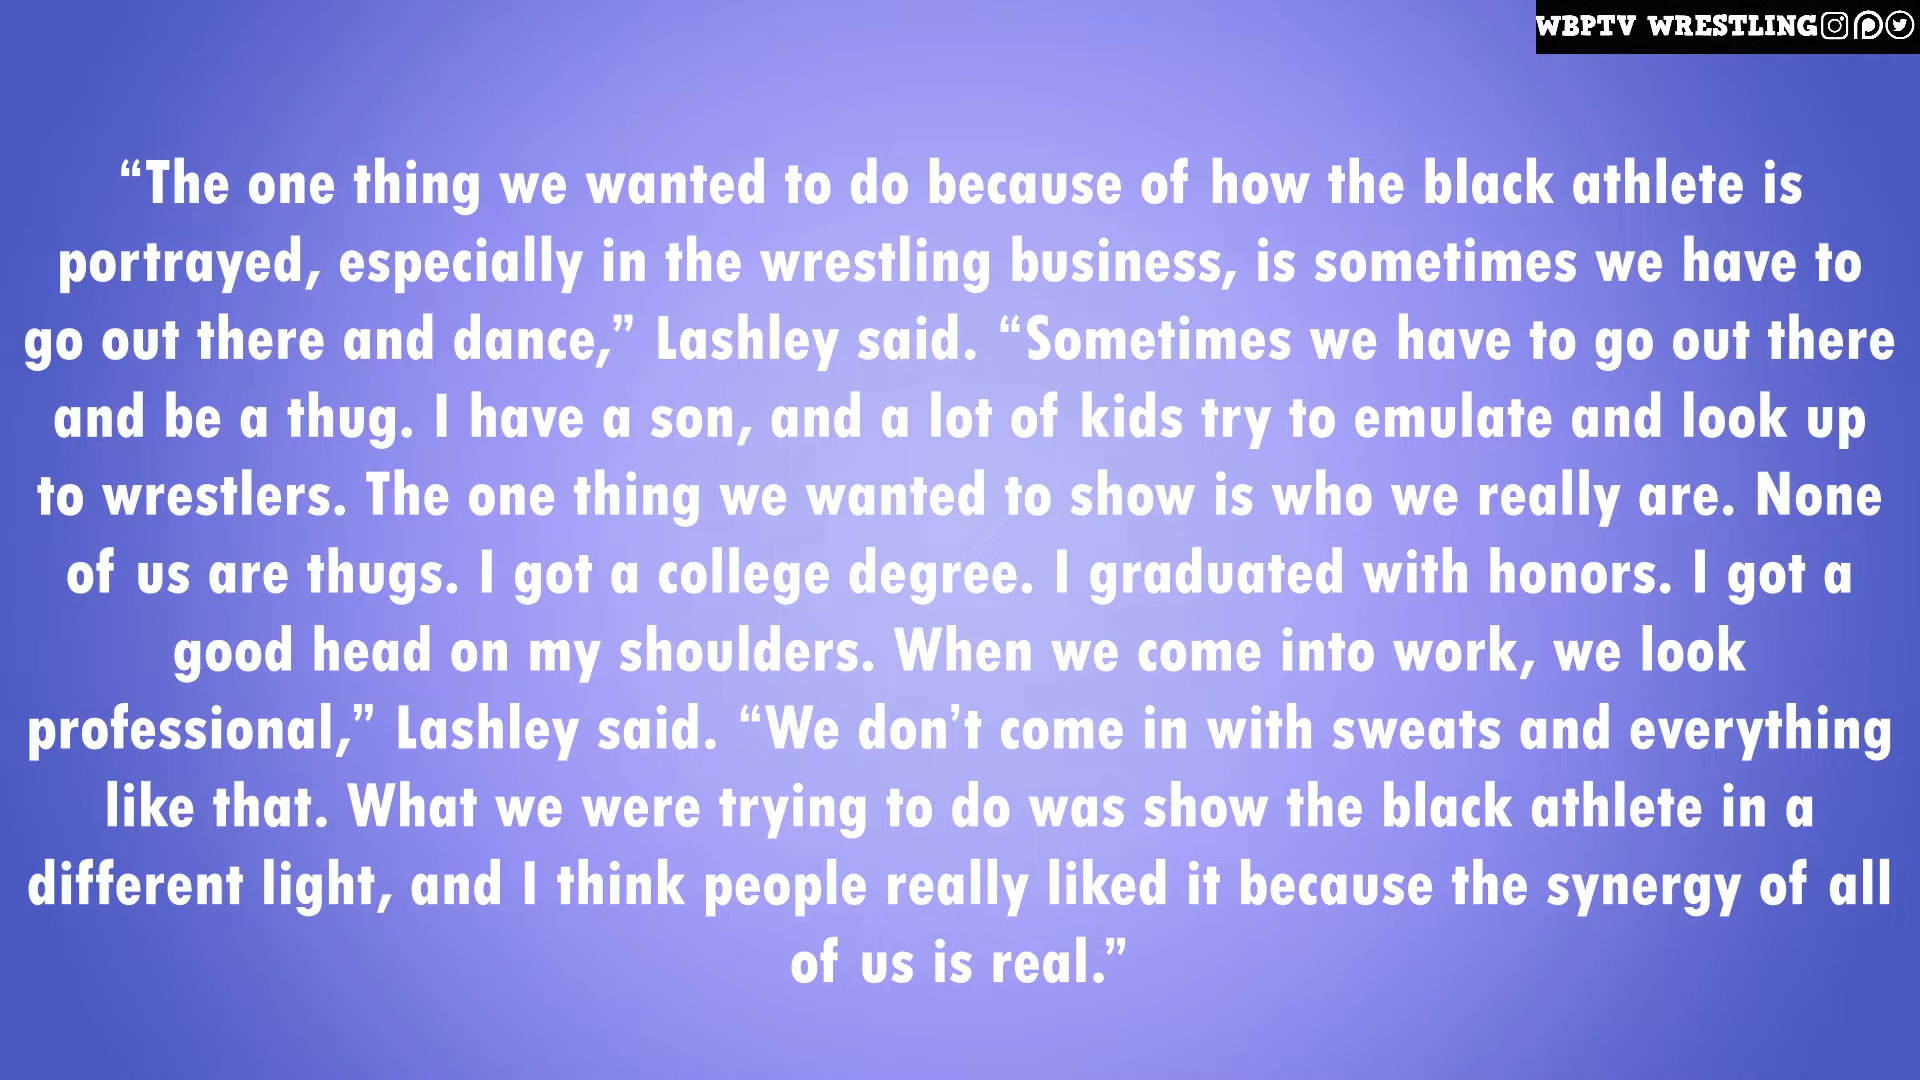 WBPTV WRESTLING
“The one thing we wanted to do because of how the black athlete is
portrayed, especially in the wrestling business, is sometimes we have to
go out there and dance,” Lashley said. “Sometimes we have to go out there
and be a thug. I have a son, and a lot of kids try to emulate and look up
to wrestlers. The one thing we wanted to show is who we really are. None
of us are thugs. I got a college degree. I graduated with honors. I got a
good head on my shoulders. When we come into work, we look
professional,” Lashley said. “We don’t come in with sweats and everything
like that. What we were trying to do was show the black athlete in a
different light, and I think people really liked it because the synergy of all
of us is real.”